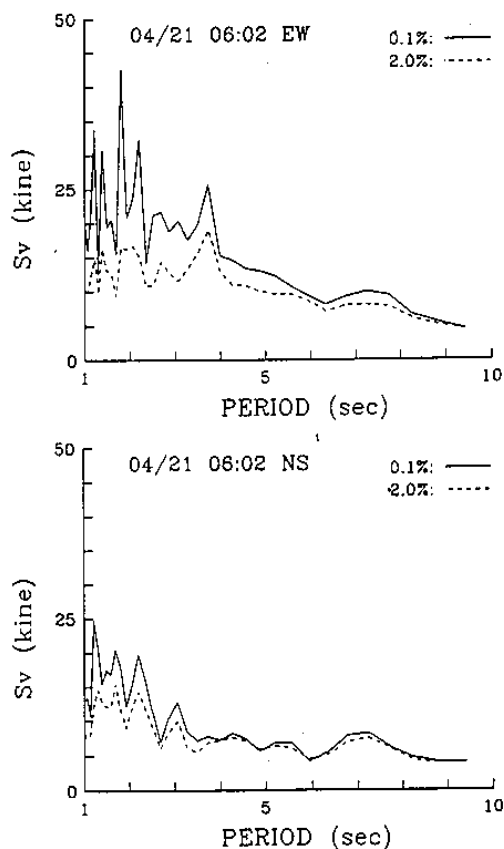 50
04/21 06:02 EW
0.1%:
2.0%:
25
Sv (kine)
0
1 5 10
PERIOD (sec)
50
04/21 06:02 NS
0.1%:
2.0%:
25
Sv (kine)
0
1 5 10
PERIOD (sec)